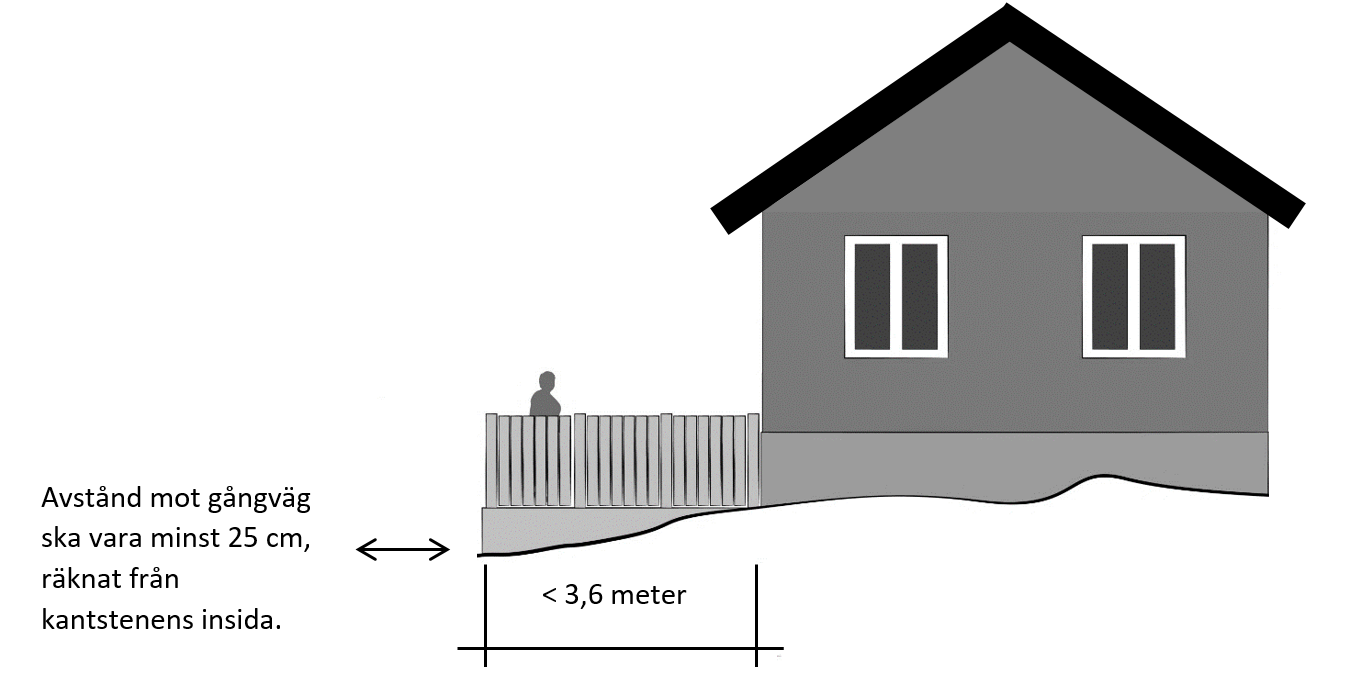 Avstånd mot gångväg
ska vara minst 25 cm,
räknat från
kantstenens insida.
< 3,6 meter